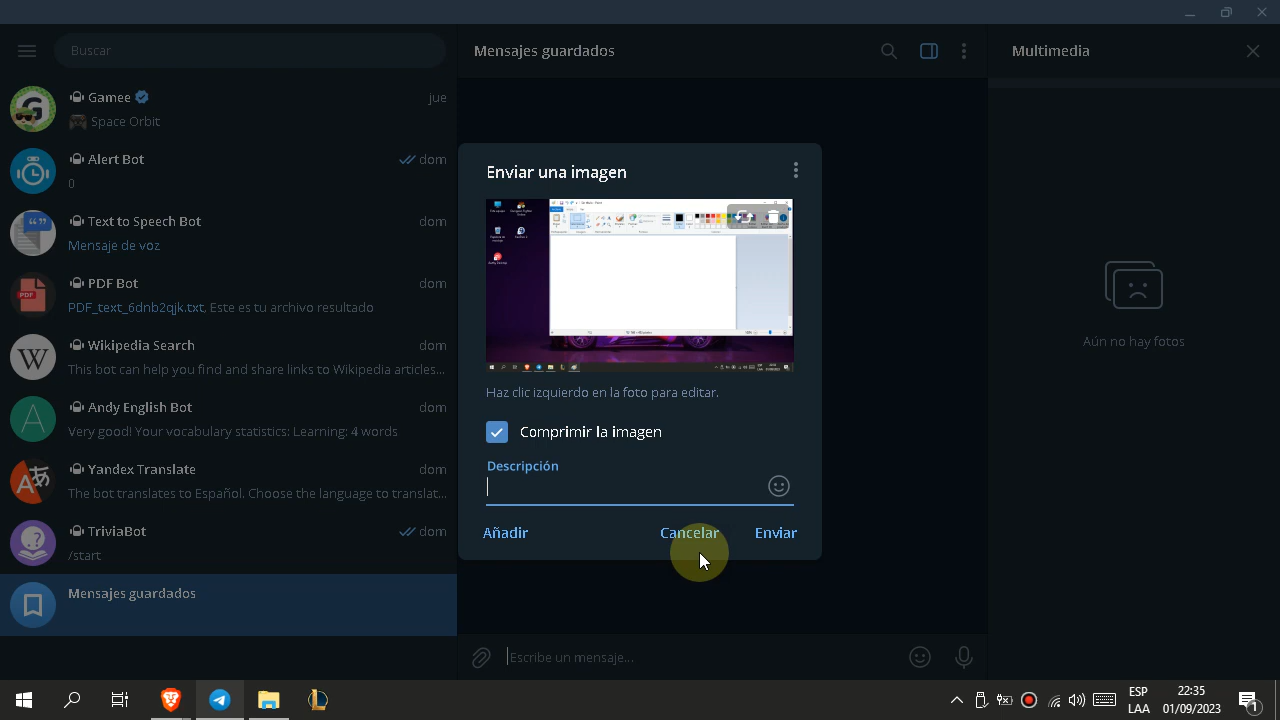 Buscar
Mensajes guardados
Multimedia
Gamee
jue
Space Orbit
Alert Bot
dom
0
Text to Speech Bot
dom
Mensaje de voz
PDF Bot
dom
PDF_text_6dnb2qjk.txt, Este es tu archivo resultado
Wikipedia Search
dom
This bot can help you find and share links to Wikipedia articles...
Andy English Bot
dom
Very good! Your vocabulary statistics: Learning: 4 words
Yandex Translate
dom
The bot translates to Español. Choose the language to translat...
TriviaBot
dom
/start
Mensajes guardados
Enviar una imagen
Haz clic izquierdo en la foto para editar.
Comprimir la imagen
Descripción
Añadir
Cancelar
Enviar
Escribe un mensaje...
Aún no hay fotos
ESP
LAA
22:35
01/09/2023
1